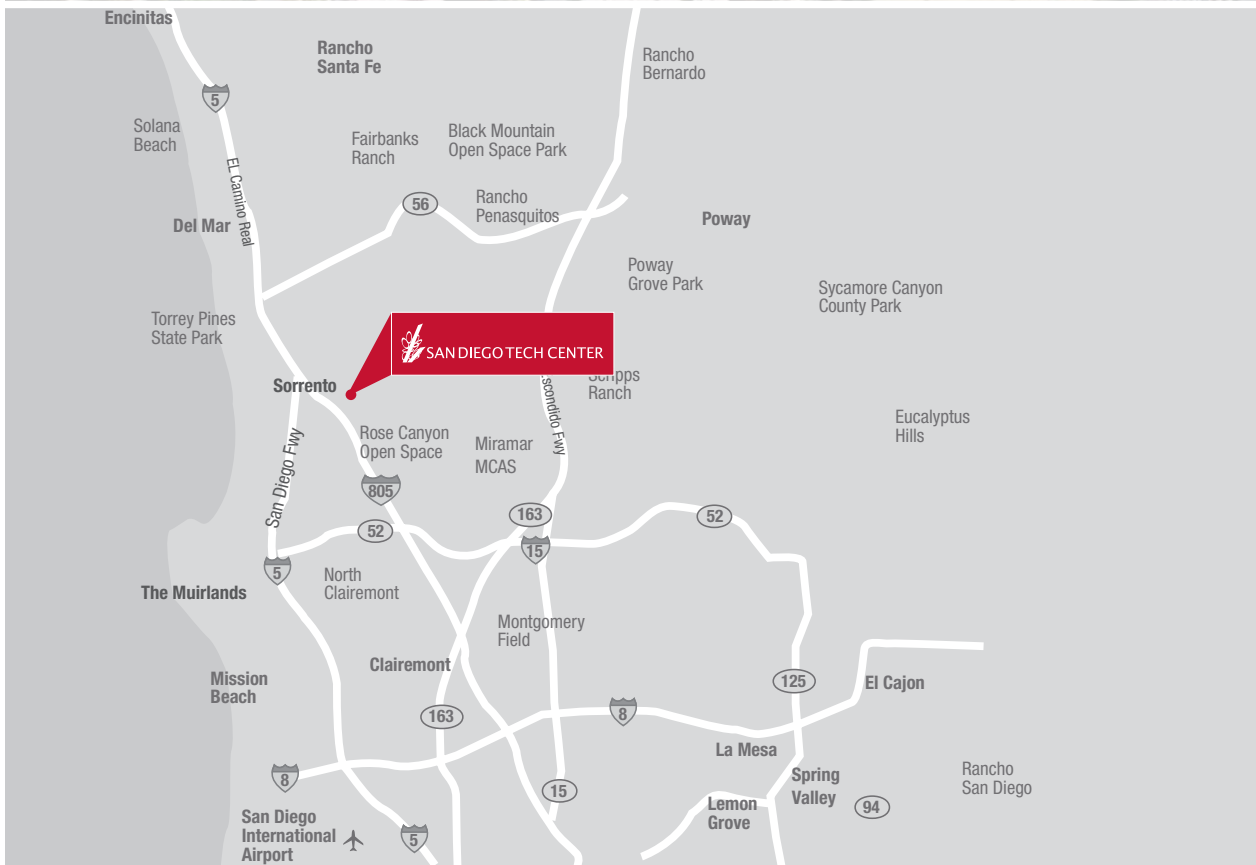 Encinitas
Rancho
Santa Fe
Rancho
Bernardo
5
Solana
Beach
Fairbanks
Ranch
Black Mountain
Open Space Park
EL Camino Real
56
Rancho
Penasquitos
Del Mar
Poway
Poway
Grove Park
Sycamore Canyon
County Park
Torrey Pines
State Park
SAN DIEGO TECH CENTER
Sorrento
Scripps
Ranch
Escondido Fwy
Eucalyptus
Hills
Rose Canyon
Open Space
Miramar
MCAS
San Diego Fwy
805
163
52
52
15
5
North
Clairemont
The Muirlands
Montgomery
Field
Clairemont
Mission
Beach
125
El Cajon
163
8
La Mesa
8
Spring
Valley
Rancho
San Diego
15
94
Lemon
Grove
San Diego
International
Airport
5